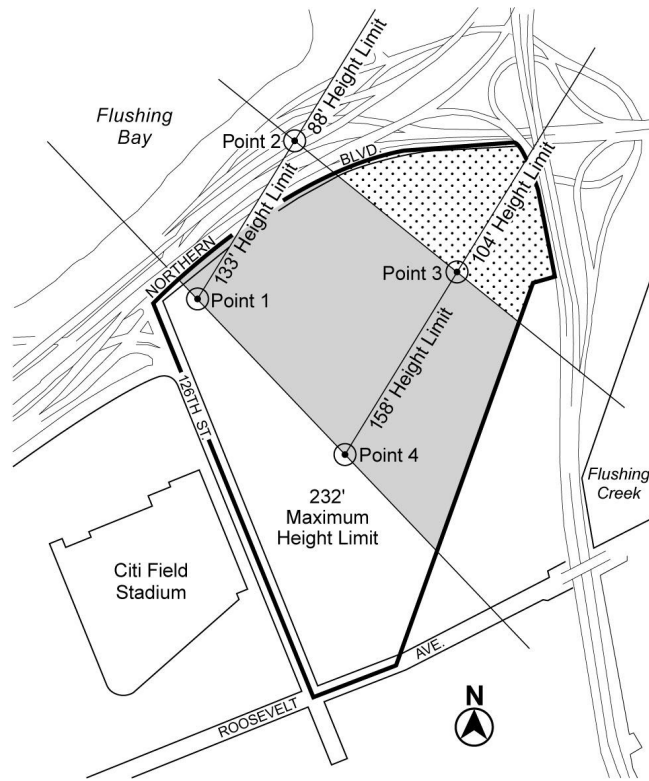 88' Height Limit
Flushing
Bay
Point 2
BLVD.
133' Height Limit
104' Height Limit
NORTHERN
Point 3
Point 1
158' Height Limit
126TH ST.
Point 4
232'
Maximum
Height Limit
Flushing
Creek
Citi Field
Stadium
AVE.
ROOSEVELT
N